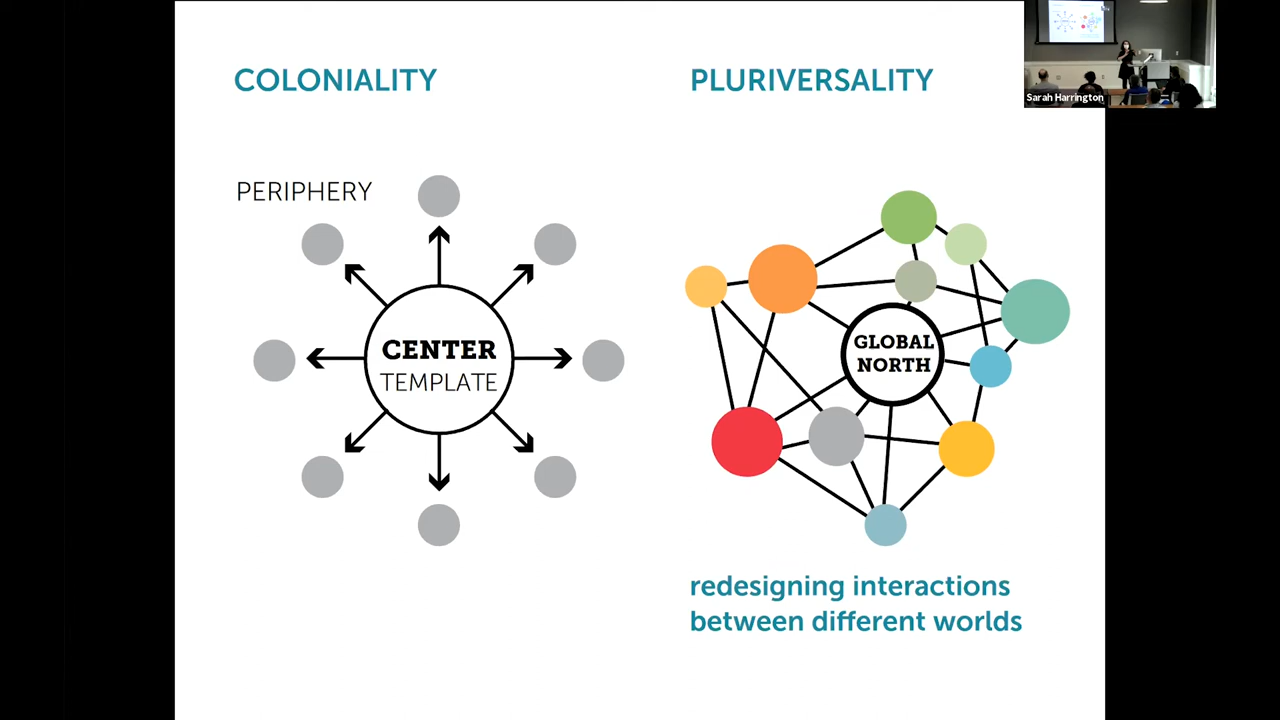 COLONIALITY
PLURIVERSALITY
Sarah Harrington
PERIPHERY
CENTER
TEMPLATE
GLOBAL
NORTH
redesigning interactions
between different worlds